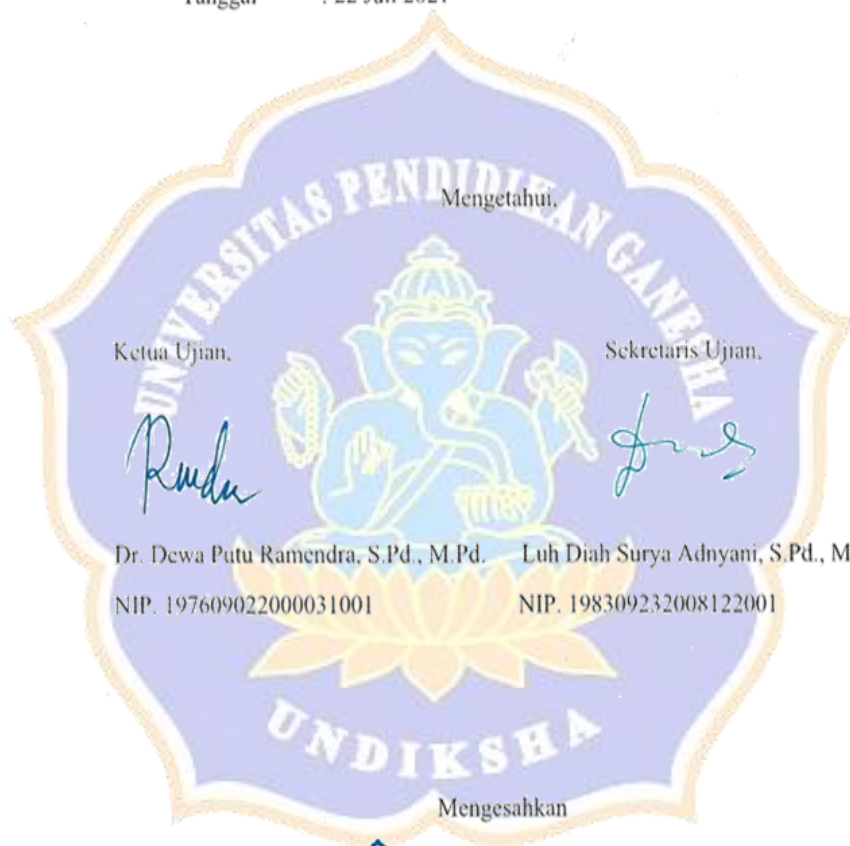 Mengetahui,
UNIVERSITAS PENDIDIKAN GANESHA
Ketua Ujian, Sekretaris Ujian,
Dr. Dewa Putu Ramendra, S.Pd., M.Pd. Luh Diah Surya Adnyani, S.Pd., M
NIP. 197609022000031001 NIP. 198309232008122001
UNDIKSHA
Mengesahkan